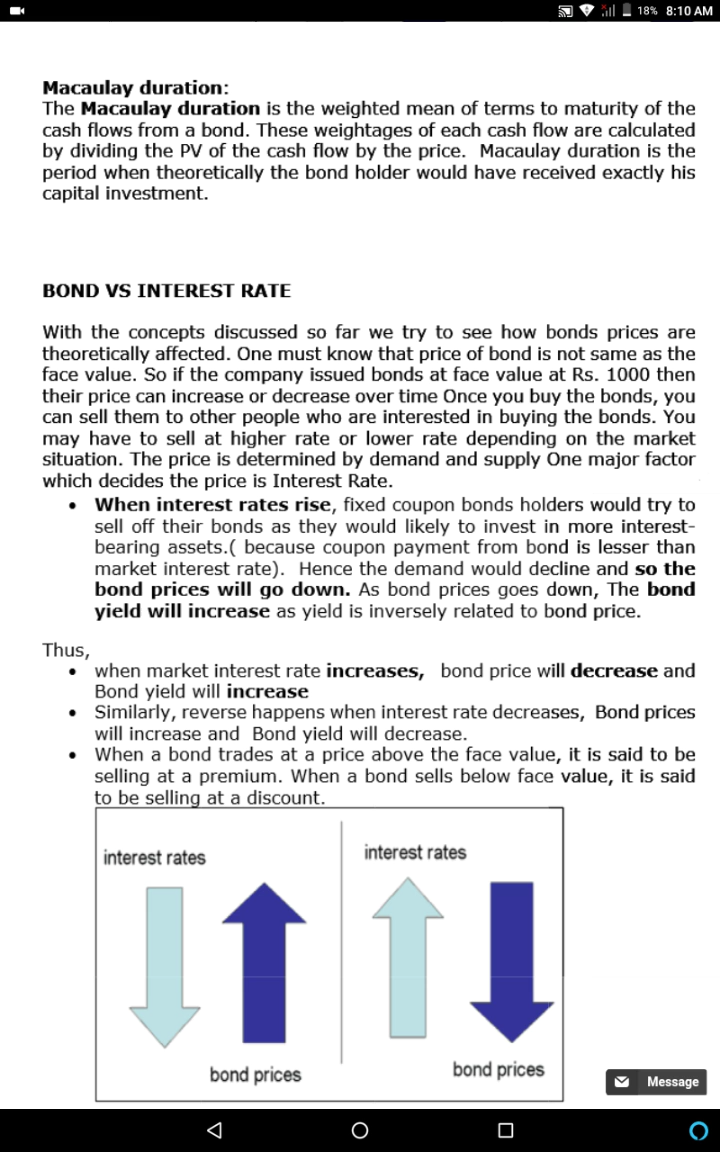 18% 8:10 AM
Macaulay duration:
The Macaulay duration is the weighted mean of terms to maturity of the
cash flows from a bond. These weightages of each cash flow are calculated
by dividing the PV of the cash flow by the price. Macaulay duration is the
period when theoretically the bond holder would have received exactly his
capital investment.
BOND VS INTEREST RATE
With the concepts discussed so far we try to see how bonds prices are
theoretically affected. One must know that price of bond is not same as the
face value. So if the company issued bonds at face value at Rs. 1000 then
their price can increase or decrease over time Once you buy the bonds, you
can sell them to other people who are interested in buying the bonds. You
may have to sell at higher rate or lower rate depending on the market
situation. The price is determined by demand and supply One major factor
which decides the price is Interest Rate.
• When interest rates rise, fixed coupon bonds holders would try to
sell off their bonds as they would likely to invest in more interest-
bearing assets.( because coupon payment from bond is lesser than
market interest rate). Hence the demand would decline and so the
bond prices will go down. As bond prices goes down, The bond
yield will increase as yield is inversely related to bond price.
Thus,
• when market interest rate increases, bond price will decrease and
Bond yield will increase
• Similarly, reverse happens when interest rate decreases, Bond prices
will increase and Bond yield will decrease.
• When a bond trades at a price above the face value, it is said to be
selling at a premium. When a bond sells below face value, it is said
to be selling at a discount.
interest rates
bond prices
interest rates
bond prices
Message